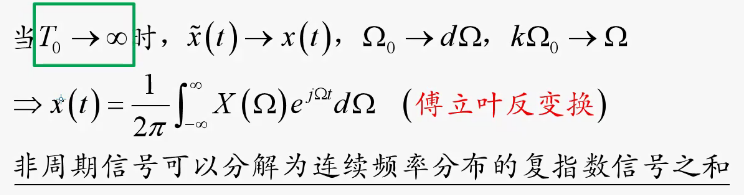 当 T₀ → ∞ 时，x̃(t) → x(t)，Ω₀ → dΩ，kΩ₀ → Ω
⇒ x(t) = \frac{1}{2π} ∫_{-∞}^{∞} X(Ω)e^{jΩt}dΩ （傅立叶反变换）
非周期信号可以分解为连续频率分布的复指数信号之和